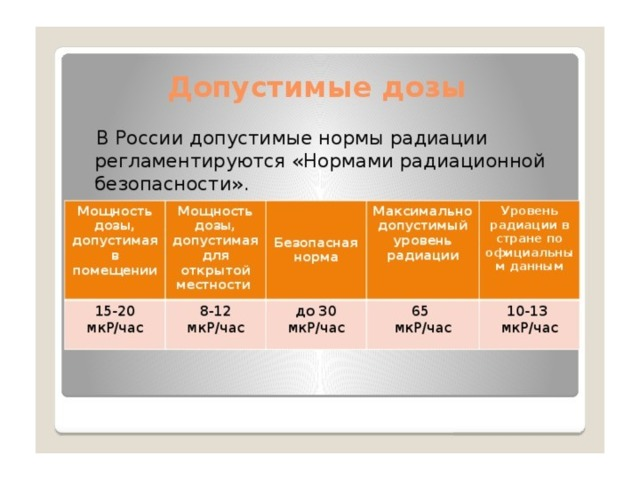 Допустимые дозы
В России допустимые нормы радиации
регламентируются «Нормами радиационной
безопасности».
Мощность
дозы,
допустимая
в
помещении
Мощность
дозы,
допустимая
для
открытой
местности
Безопасная
норма
Максимально
допустимый
уровень
радиации
Уровень
радиации в
стране по
официальны
м данным
15-20
мкР/час
8-12
мкР/час
до 30
мкР/час
65
мкР/час
10-13
мкР/час